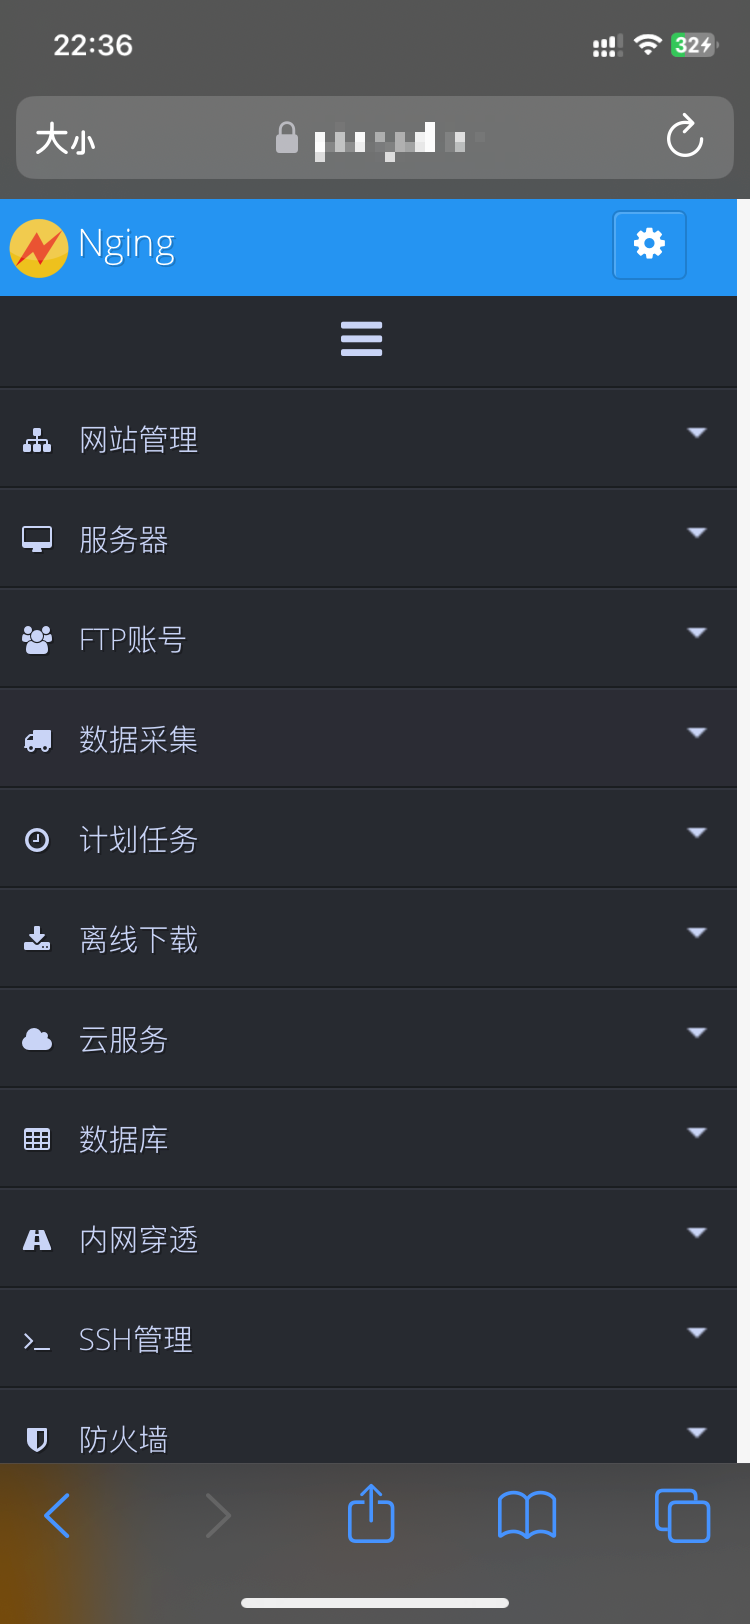 22:36
32
大小
Nging
网站管理
服务器
FTP账号
数据采集
计划任务
离线下载
云服务
数据库
内网穿透
SSH管理
防火墙